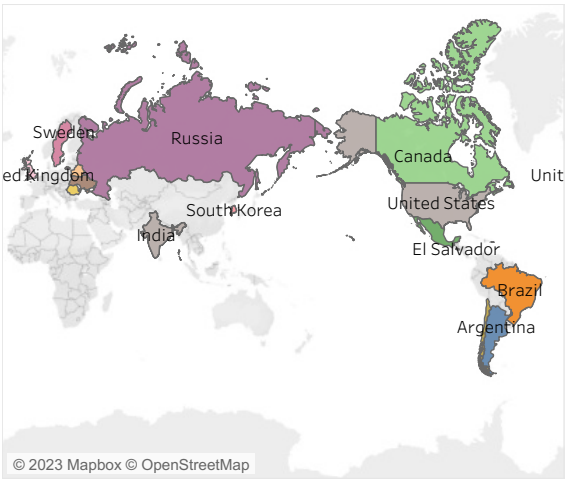 Sweden
Russia
Canada
ed Kingdom
Unit
United States
South Korea
India
El Salvador
Brazil
Argentina
© 2023 Mapbox © OpenStreetMap